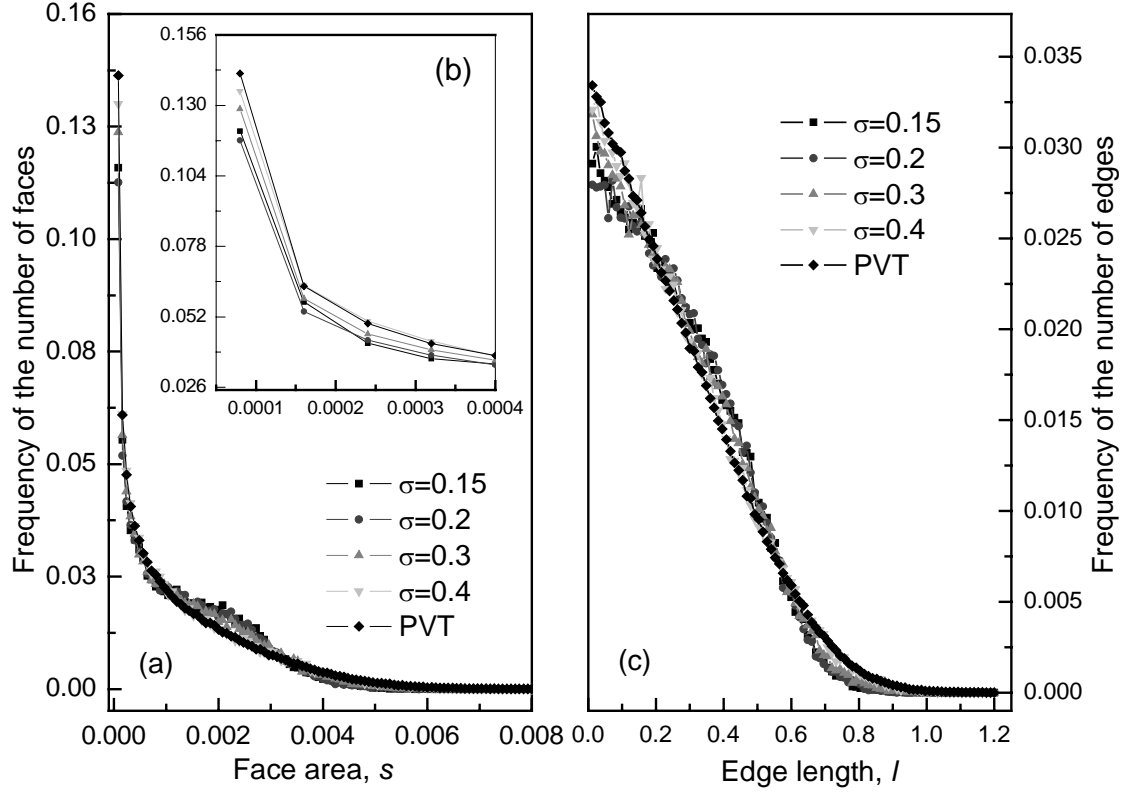 0.16
0.13
0.10
0.08
0.05
0.03
0.00
Frequency of the number of faces
0.000
0.002
0.004
0.006
0.008
Face area, s
(a)
σ=0.15
σ=0.2
σ=0.3
σ=0.4
PVT
(b)
0.156
0.130
0.104
0.078
0.052
0.026
0.0001
0.0002
0.0003
0.0004
σ=0.15
σ=0.2
σ=0.3
σ=0.4
PVT
(c)
0.0
0.2
0.4
0.6
0.8
1.0
1.2
Edge length, l
0.035
0.030
0.025
0.020
0.015
0.010
0.005
0.000
Frequency of the number of edges